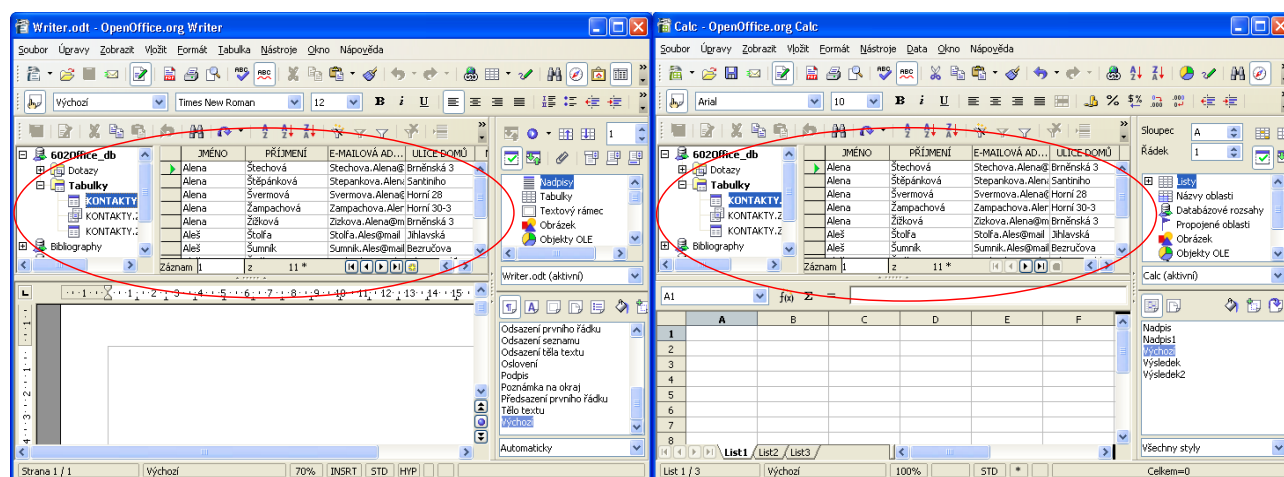 Writer.odt - OpenOffice.org Writer
Soubor Úpravy Zobrazit Vložit Formát Tabulka Nástroje Okno Nápověda
Výchozí Times New Roman 12 B i U
602Office_db
Dotazy
Tabulky
KONTAKTY
KONTAKTY.Z
KONTAKTY.Z
Bibliography
JMÉNO PŘÍJMENÍ E-MAILOVÁ AD... ULICE DOMŮ
Alena Štechová Stechova.Alena@ Brněnská 3
Alena Štěpánková Stepankova.Alena Santiniho
Alena Švermová Svermova.Alena@ Horní 28
Alena Žampachová Zampachova.Alen Horní 30-3
Alena Žížková Zizkova.Alena@m Brněnská 3
Aleš Štolfa Stolfa.Ales@mail Jihlavská
Aleš Šumník Sumnik.Ales@mail Bezručova
Záznam 1 z 11 *
1
Nadpisy
Tabulky
Textový rámec
Obrázek
Objekty OLE
Writer.odt (aktivní)
Odsazení prvního řádku
Odsazení seznamu
Odsazení těla textu
Oslovení
Podpis
Poznámka na okraj
Předsazení prvního řádku
Tělo textu
Výchozí
Automaticky
Strana 1 / 1 Výchozí 70% INSRT STD HYP
Calc - OpenOffice.org Calc
Soubor Úpravy Zobrazit Vložit Formát Nástroje Data Okno Nápověda
Arial 10 B i U
602Office_db
Dotazy
Tabulky
KONTAKTY
KONTAKTY.Z
KONTAKTY.Z
Bibliography
JMÉNO PŘÍJMENÍ E-MAILOVÁ AD... ULICE DOMŮ
Alena Štechová Stechova.Alena@ Brněnská 3
Alena Štěpánková Stepankova.Alena Santiniho
Alena Švermová Svermova.Alena@ Horní 28
Alena Žampachová Zampachova.Alen Horní 30-3
Alena Žížková Zizkova.Alena@m Brněnská 3
Aleš Štolfa Stolfa.Ales@mail Jihlavská
Aleš Šumník Sumnik.Ales@mail Bezručova
Záznam 1 z 11 *
Sloupec A
Řádek 1
Listy
Názvy oblastí
Databázové rozsahy
Propojené oblasti
Obrázek
Objekty OLE
Calc (aktivní)
A1 f(x) Σ =
A B C D E F
1
2
3
4
5
6
7
8
Nadpis
Nadpis1
Výchozí
Výsledek
Výsledek2
List1 List2 List3
Všechny styly
List 1 / 3 Výchozí 100% STD * Celkem=0